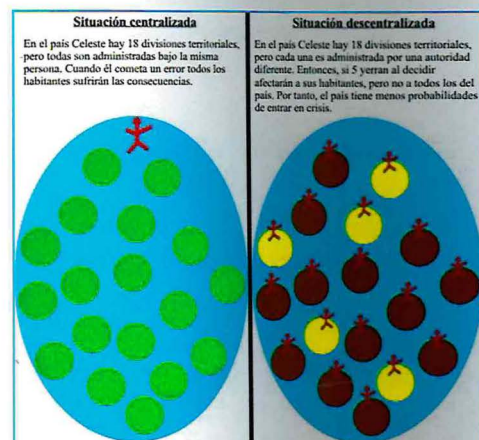 Situación centralizada
En el país Celeste hay 18 divisiones territoriales,
pero todas son administradas bajo la misma
persona. Cuando él cometa un error todos los
habitantes sufrirán las consecuencias.
Situación descentralizada
En el país Celeste hay 18 divisiones territoriales,
pero cada una es administrada por una autoridad
diferente. Entonces, si 5 yerran al decidir
afectarán a sus habitantes, pero no a todos los del
país. Por tanto, el país tiene menos probabilidades
de entrar en crisis.